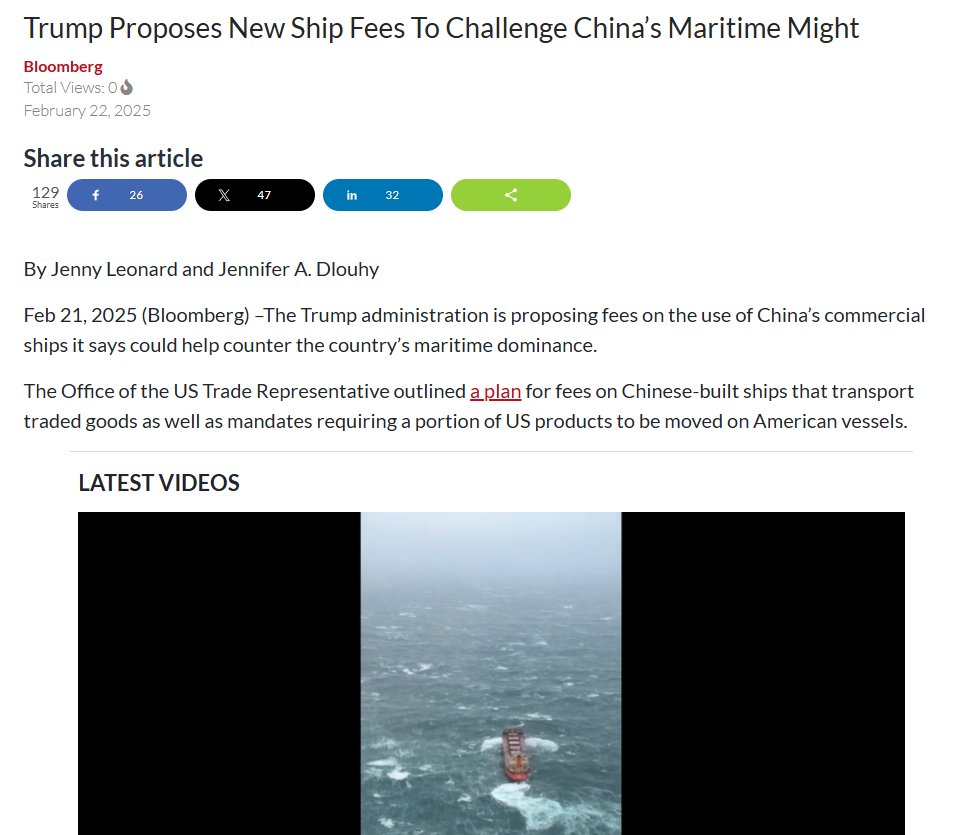 Trump Proposes New Ship Fees To Challenge China’s Maritime Might
Bloomberg
Total Views: 0
February 22, 2025
Share this article
129
Shares
26
47
32
By Jenny Leonard and Jennifer A. Dlouhy
Feb 21, 2025 (Bloomberg) –The Trump administration is proposing fees on the use of China’s commercial
ships it says could help counter the country’s maritime dominance.
The Office of the US Trade Representative outlined a plan for fees on Chinese-built ships that transport
traded goods as well as mandates requiring a portion of US products to be moved on American vessels.
LATEST VIDEOS